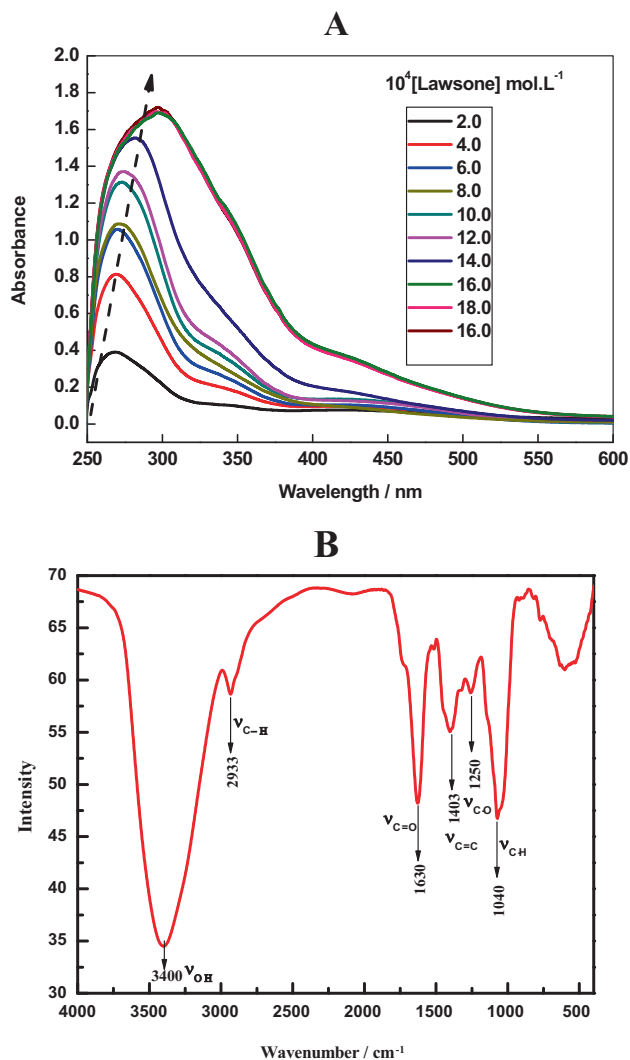 A
2.0
1.8
1.6
1.4
1.2
1.0
0.8
0.6
0.4
0.2
0.0
Absorbance
10⁴[Lawsone] mol.L⁻¹
2.0
4.0
6.0
8.0
10.0
12.0
14.0
16.0
18.0
16.0
250 300 350 400 450 500 550 600
Wavelength / nm
B
70
65
60
55
50
45
40
35
30
Intensity
νC–H
2933
3400 νOH
νC=O
1630
1403
νC=C
1250
νC-O
νC-H
1040
4000 3500 3000 2500 2000 1500 1000 500
Wavenumber / cm⁻¹